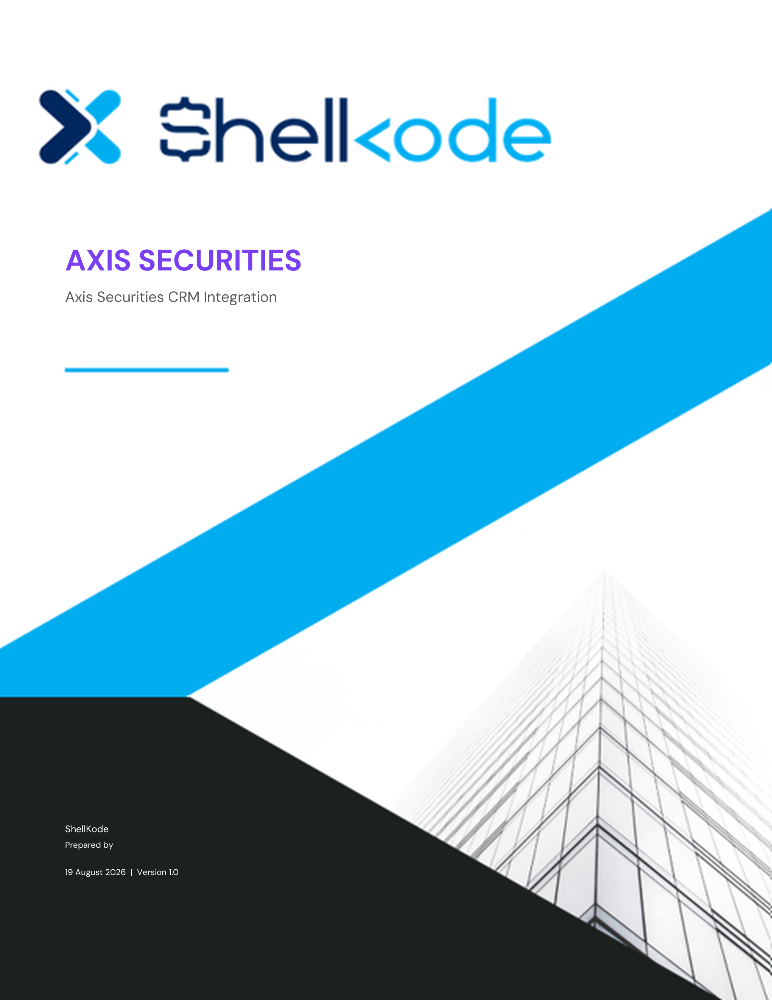 Shellkode
AXIS SECURITIES
Axis Securities CRM Integration
ShellKode
Prepared by
19 August 2026 | Version 1.0